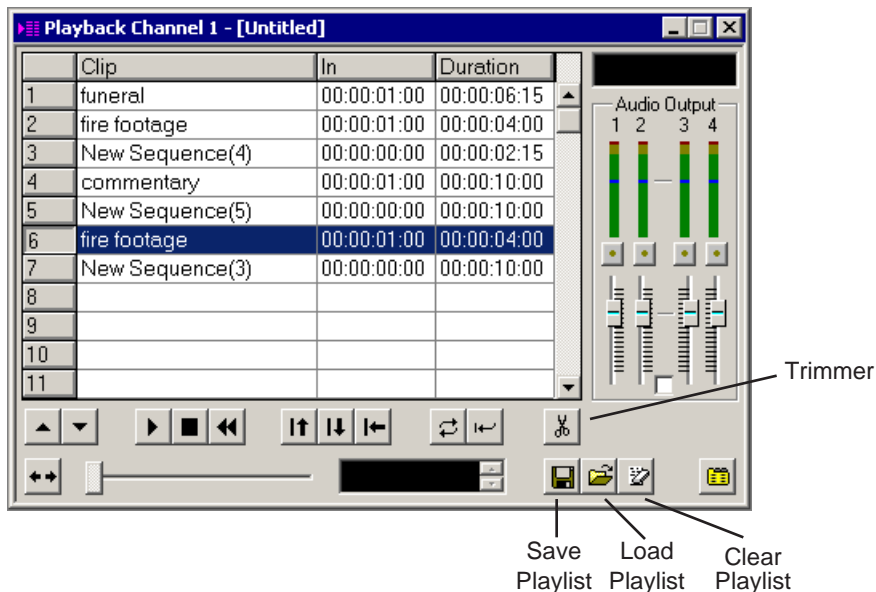 Playback Channel 1 - [Untitled]
Clip In Duration
1 funeral 00:00:01:00 00:00:06:15
2 fire footage 00:00:01:00 00:00:04:00
3 New Sequence(4) 00:00:00:00 00:00:02:15
4 commentary 00:00:01:00 00:00:10:00
5 New Sequence(5) 00:00:00:00 00:00:10:00
6 fire footage 00:00:01:00 00:00:04:00
7 New Sequence(3) 00:00:00:00 00:00:10:00
8
9
10
11
Audio Output
1 2 3 4
Trimmer
Save Playlist
Load Playlist
Clear Playlist